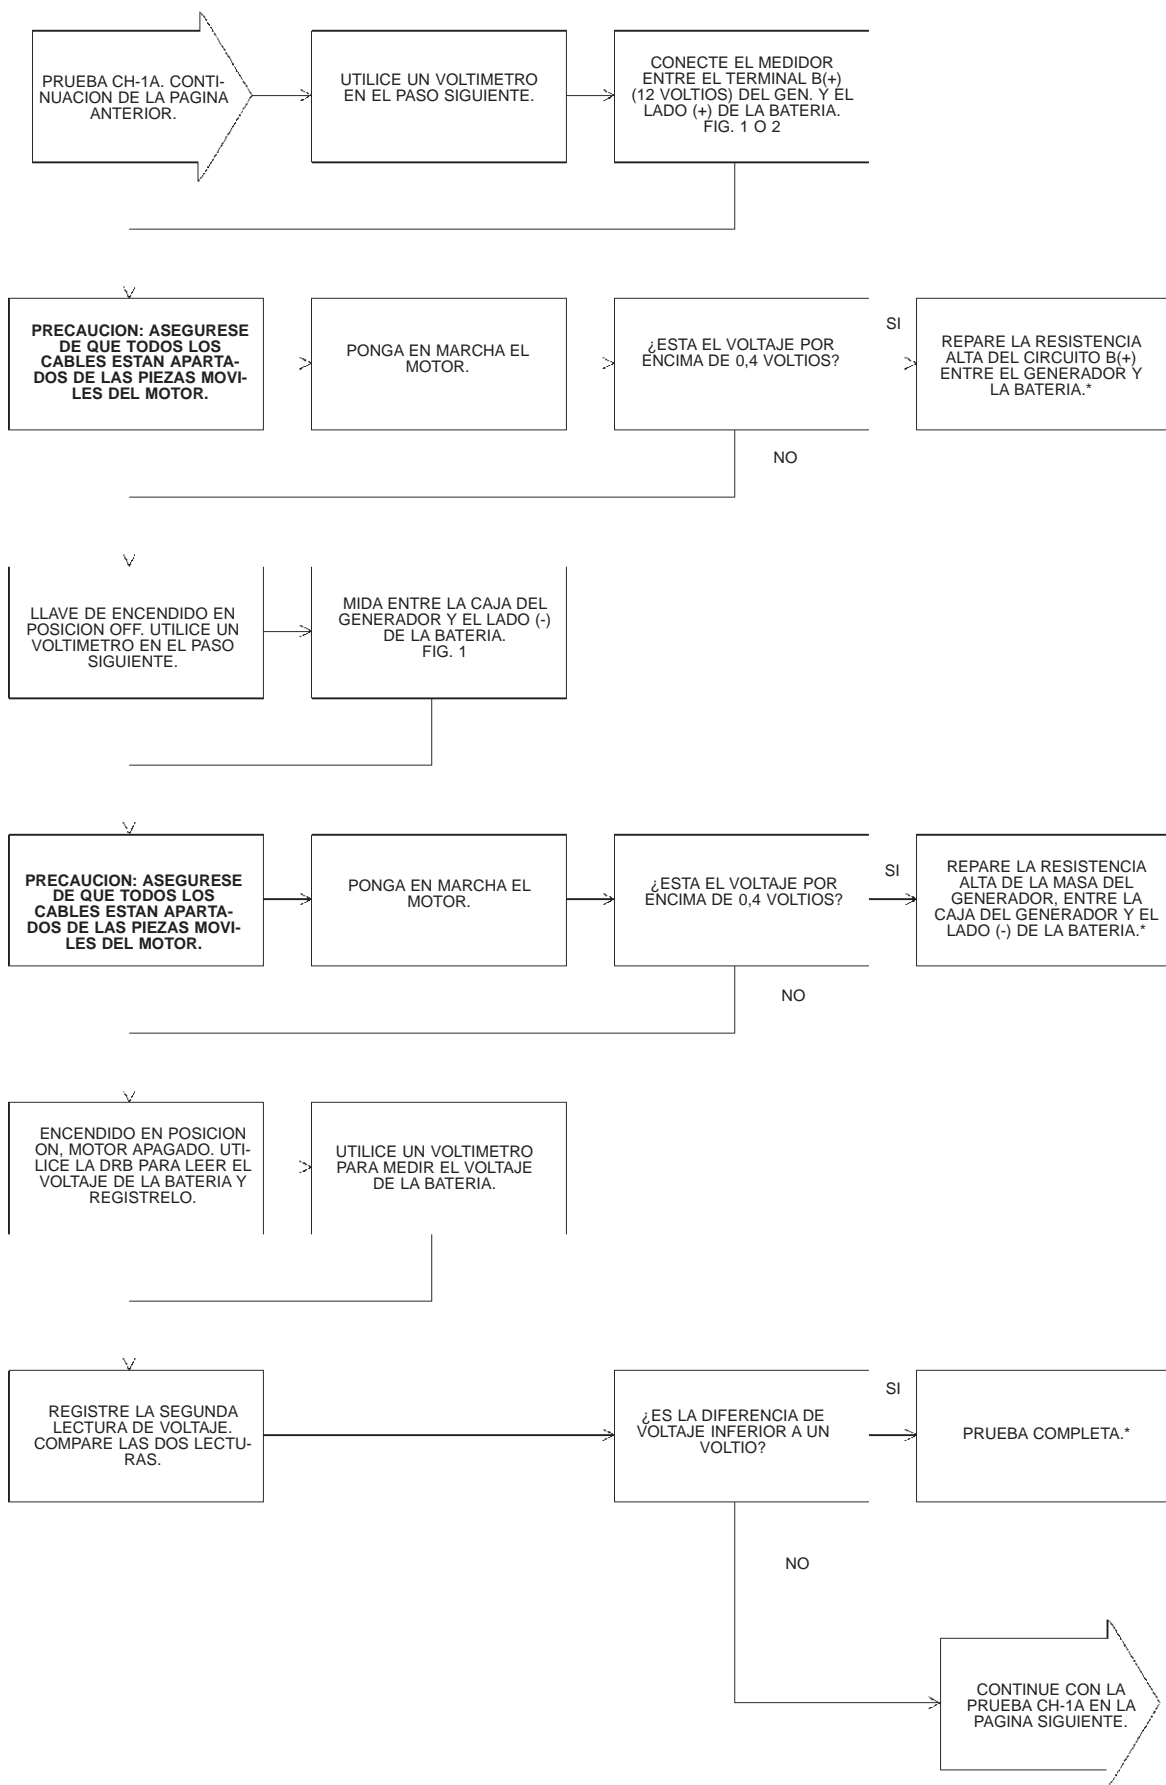 PRUEBA CH-1A. CONTI-
NUACION DE LA PAGINA
ANTERIOR.
UTILICE UN VOLTIMETRO
EN EL PASO SIGUIENTE.
CONECTE EL MEDIDOR
ENTRE EL TERMINAL B(+)
(12 VOLTIOS) DEL GEN. Y EL
LADO (+) DE LA BATERIA.
FIG. 1 O 2
PRECAUCION: ASEGURESE
DE QUE TODOS LOS
CABLES ESTAN APARTA-
DOS DE LAS PIEZAS MOVI-
LES DEL MOTOR.
PONGA EN MARCHA EL
MOTOR.
¿ESTA EL VOLTAJE POR
ENCIMA DE 0,4 VOLTIOS?
SI
REPARE LA RESISTENCIA
ALTA DEL CIRCUITO B(+)
ENTRE EL GENERADOR Y
LA BATERIA.*
NO
LLAVE DE ENCENDIDO EN
POSICION OFF. UTILICE UN
VOLTIMETRO EN EL PASO
SIGUIENTE.
MIDA ENTRE LA CAJA DEL
GENERADOR Y EL LADO (-)
DE LA BATERIA.
FIG. 1
PRECAUCION: ASEGURESE
DE QUE TODOS LOS
CABLES ESTAN APARTA-
DOS DE LAS PIEZAS MOVI-
LES DEL MOTOR.
PONGA EN MARCHA EL
MOTOR.
¿ESTA EL VOLTAJE POR
ENCIMA DE 0,4 VOLTIOS?
SI
REPARE LA RESISTENCIA
ALTA DE LA MASA DEL
GENERADOR, ENTRE LA
CAJA DEL GENERADOR Y EL
LADO (-) DE LA BATERIA.*
NO
ENCENDIDO EN POSICION
ON, MOTOR APAGADO. UTI-
LICE LA DRB PARA LEER EL
VOLTAJE DE LA BATERIA Y
REGISTRELO.
UTILICE UN VOLTIMETRO
PARA MEDIR EL VOLTAJE
DE LA BATERIA.
REGISTRE LA SEGUNDA
LECTURA DE VOLTAJE.
COMPARE LAS DOS LECTU-
RAS.
¿ES LA DIFERENCIA DE
VOLTAJE INFERIOR A UN
VOLTIO?
SI
PRUEBA COMPLETA.*
NO
CONTINUE CON LA
PRUEBA CH-1A EN LA
PAGINA SIGUIENTE.